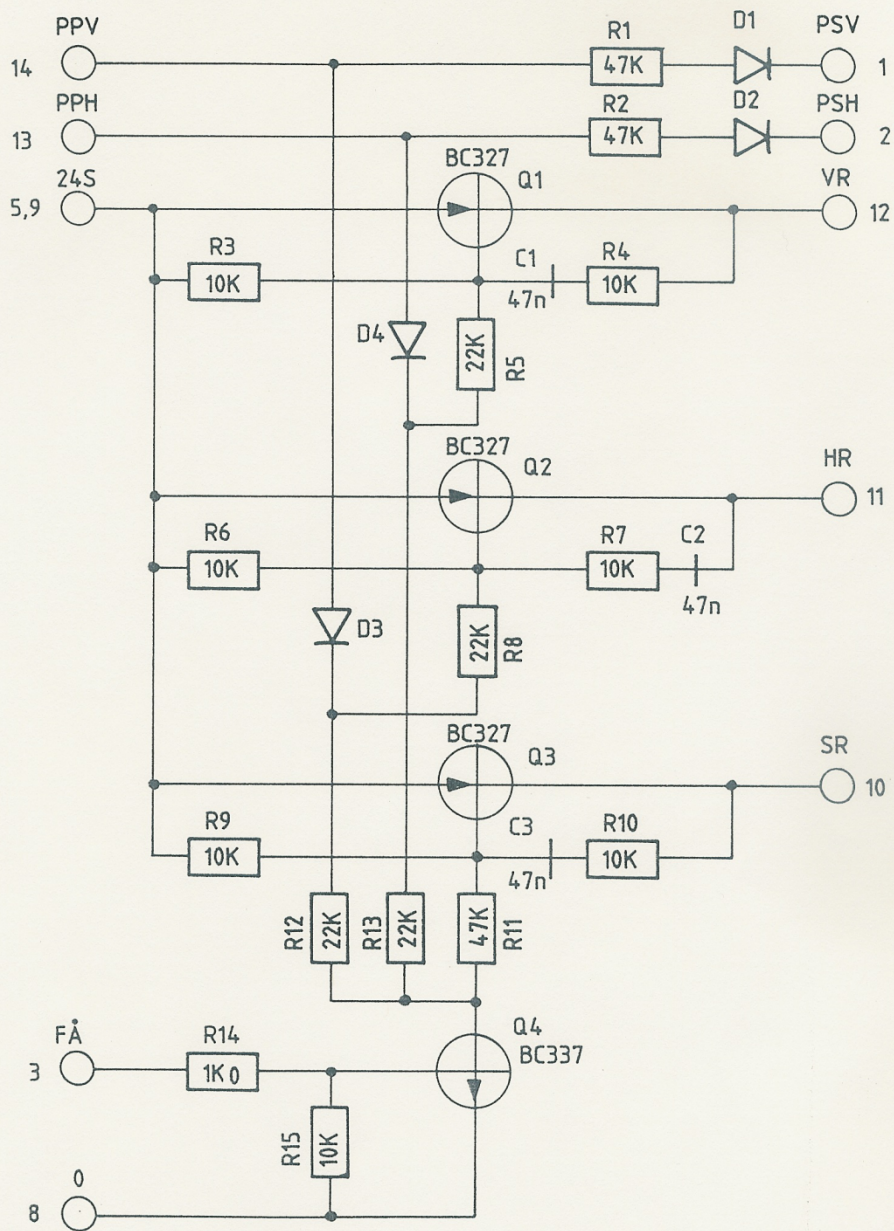 PPV
R1
D1
PSV
14
47K
1
PPH
R2
D2
PSH
13
47K
2
24S
BC327
Q1
VR
5,9
12
R3
C1
R4
10K
47n
10K
D4
22K
R5
BC327
Q2
HR
11
R6
R7
C2
10K
10K
47n
D3
22K
R8
BC327
Q3
SR
10
R9
C3
R10
10K
47n
10K
R12
22K
R13
22K
47K
R11
FÅ
R14
Q4
BC337
3
1K0
R15
10K
0
8